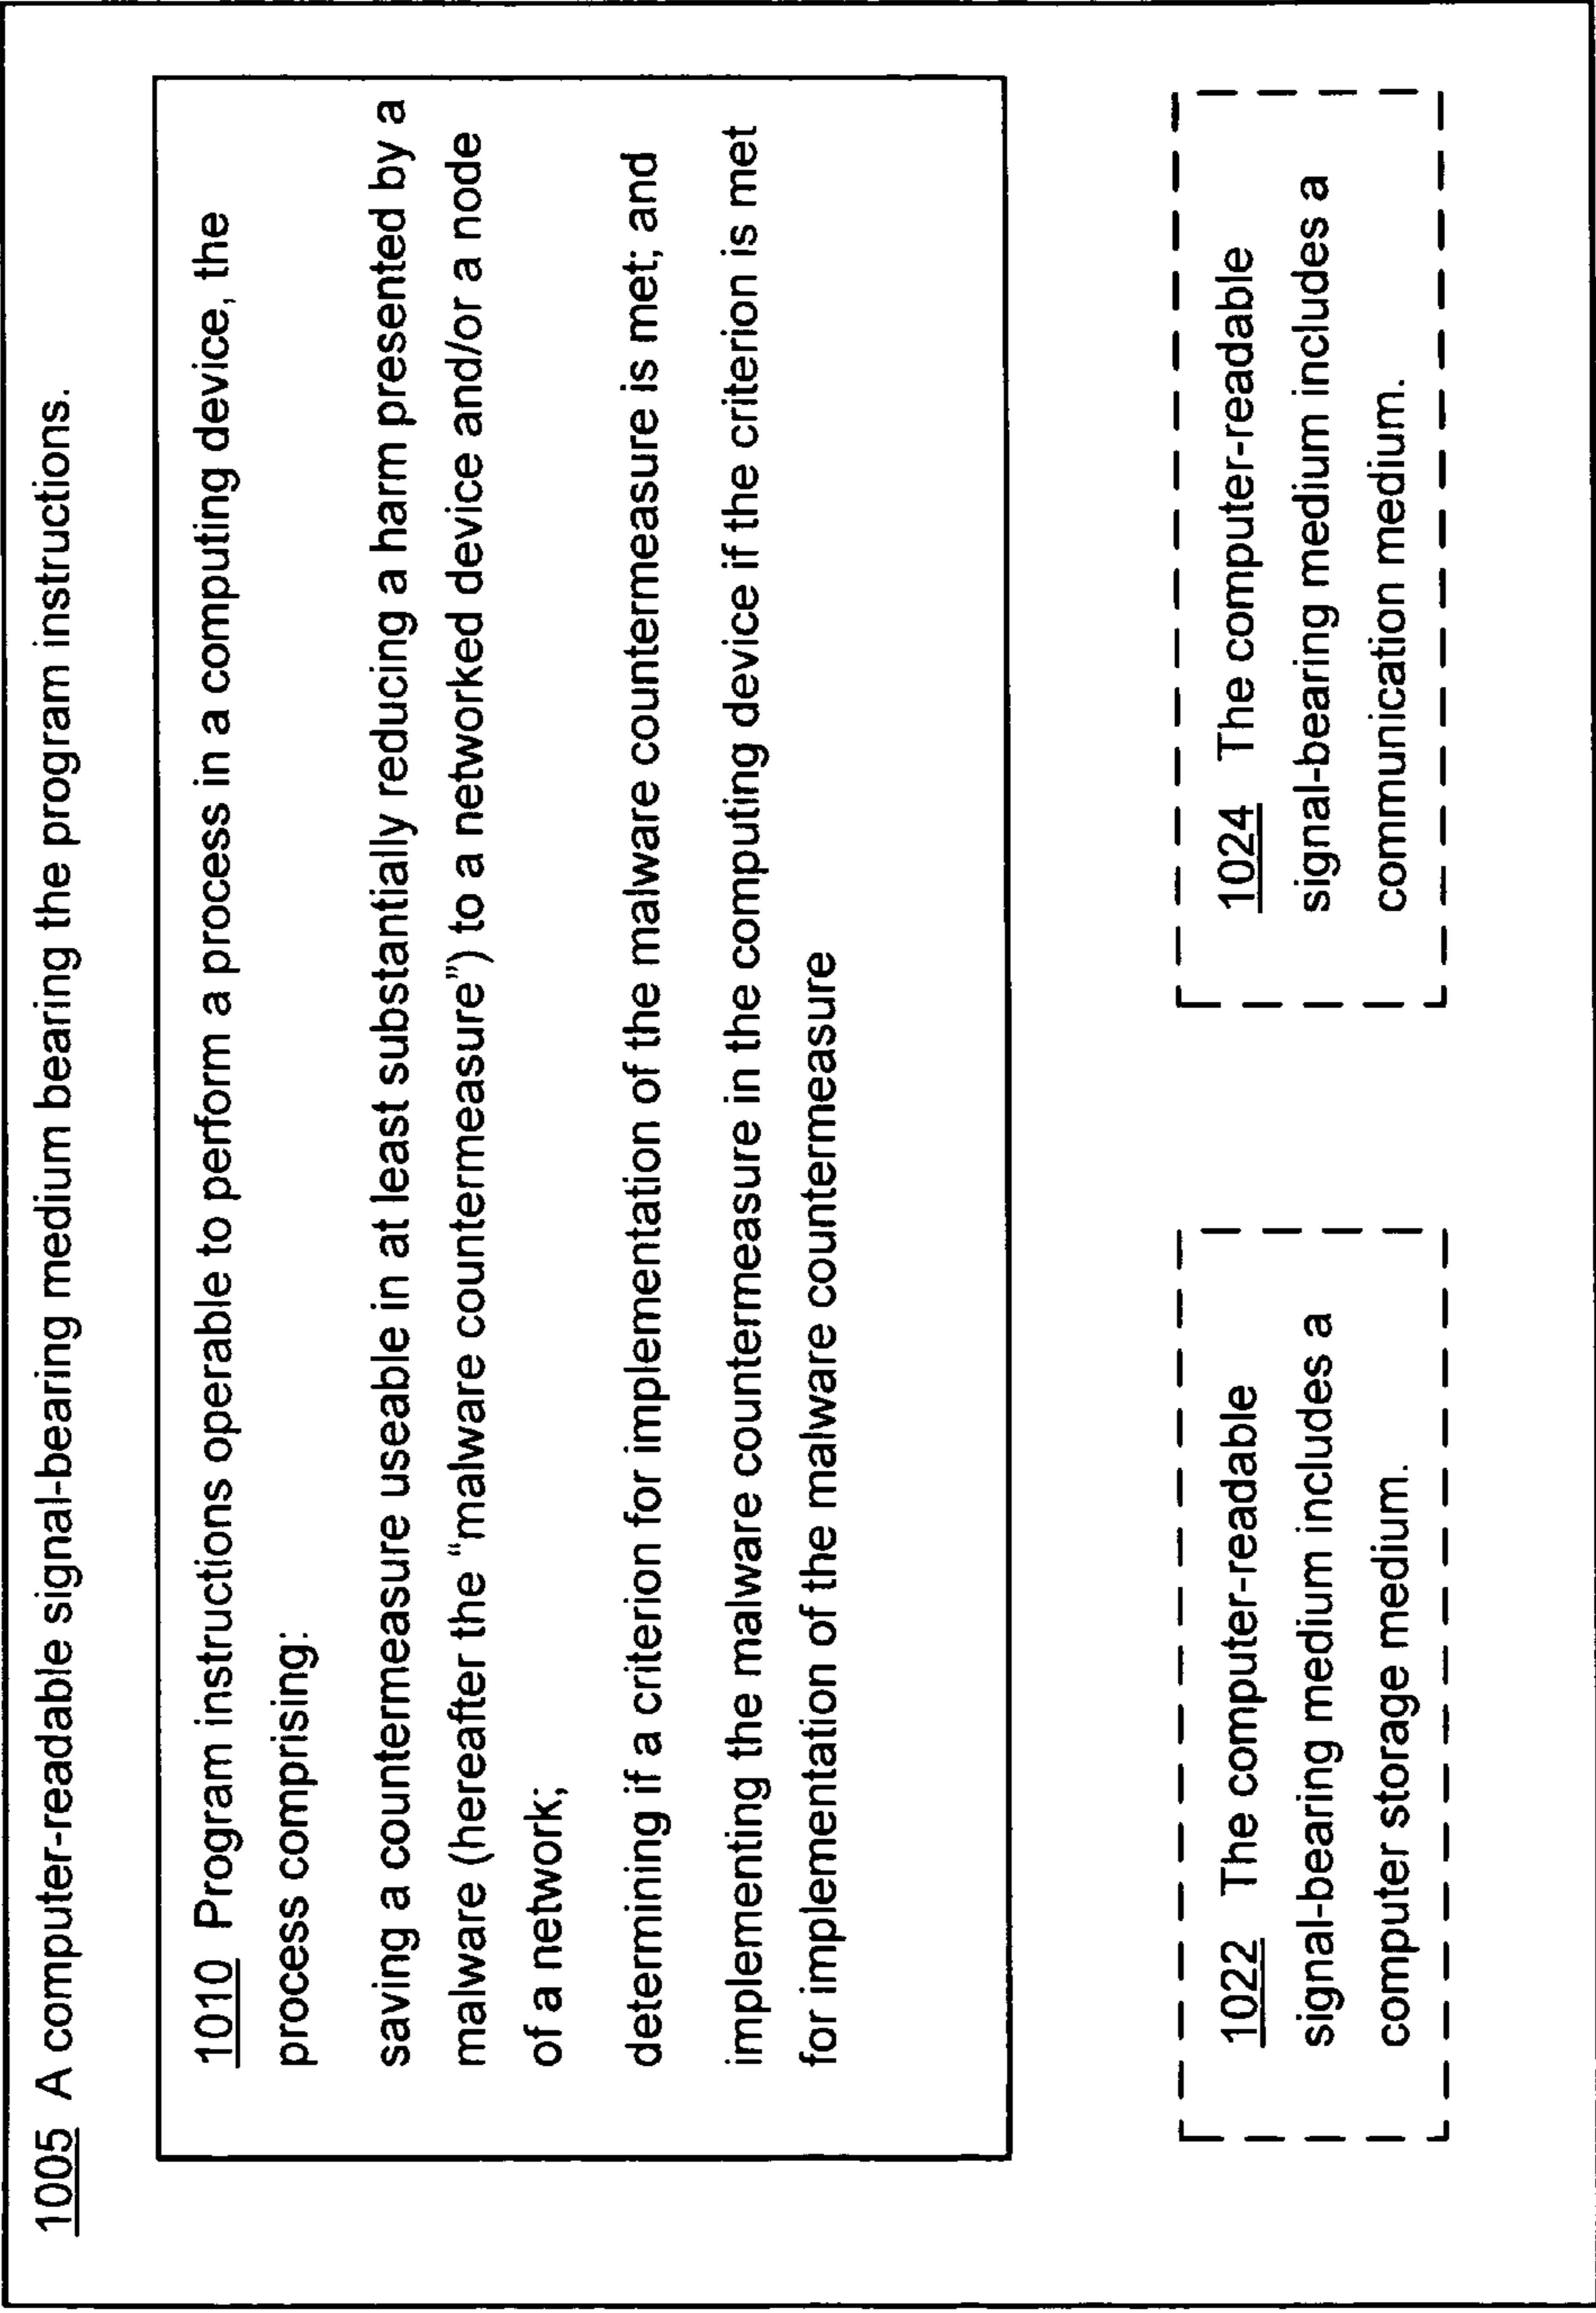 1005 A computer-readable signal-bearing medium bearing the program instructions.
1010 Program instructions operable to perform a process in a computing device, the
process comprising:
saving a countermeasure useable in at least substantially reducing a harm presented by a
malware (hereafter the “malware countermeasure”) to a networked device and/or a node
of a network;
determining if a criterion for implementation of the malware countermeasure is met; and
implementing the malware countermeasure in the computing device if the criterion is met
for implementation of the malware countermeasure
1022 The computer-readable
signal-bearing medium includes a
computer storage medium.
1024 The computer-readable
signal-bearing medium includes a
communication medium.